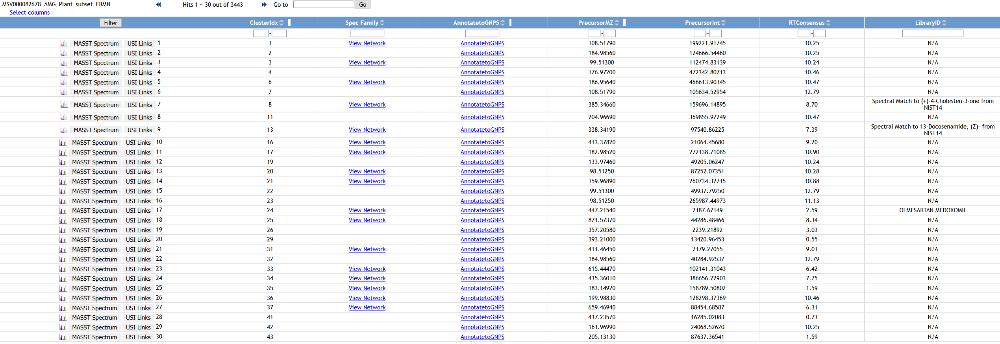 MSV000082678_AMG_Plant_subset_FBMN Hits 1 ~ 30 out of 3443 Go to Go
Select columns
Filter ClusterIdx Spec Family AnnotatetoGNPS PrecursorMZ PrecursorInt RTConsensus LibraryID
~ ~ ~ ~
MASST Spectrum USI Links 1 1 View Network AnnotatetoGNPS 108.51790 199221.91745 10.25 N/A
MASST Spectrum USI Links 2 2 AnnotatetoGNPS 184.98560 124666.54460 10.25 N/A
MASST Spectrum USI Links 3 3 View Network AnnotatetoGNPS 99.51300 112474.83139 10.24 N/A
MASST Spectrum USI Links 4 4 AnnotatetoGNPS 176.97200 472342.80713 10.46 N/A
MASST Spectrum USI Links 5 6 View Network AnnotatetoGNPS 186.95640 466613.90345 10.47 N/A
MASST Spectrum USI Links 6 7 AnnotatetoGNPS 108.51790 105634.52954 12.79 N/A
MASST Spectrum USI Links 7 8 View Network AnnotatetoGNPS 385.34660 159696.14895 8.70 Spectral Match to (+)-4-Cholesten-3-one from
NIST14
MASST Spectrum USI Links 8 11 AnnotatetoGNPS 204.96690 369855.97249 10.47 N/A
MASST Spectrum USI Links 9 13 View Network AnnotatetoGNPS 338.34190 97540.86225 7.39 Spectral Match to 13-Docosenamide, (Z)- from
NIST14
MASST Spectrum USI Links 10 16 View Network AnnotatetoGNPS 413.37820 21064.45680 9.20 N/A
MASST Spectrum USI Links 11 17 View Network AnnotatetoGNPS 182.98520 272138.71085 10.90 N/A
MASST Spectrum USI Links 12 19 AnnotatetoGNPS 133.97460 49205.06247 10.24 N/A
MASST Spectrum USI Links 13 20 View Network AnnotatetoGNPS 98.51250 87252.07351 10.28 N/A
MASST Spectrum USI Links 14 21 View Network AnnotatetoGNPS 159.96890 260734.32715 10.88 N/A
MASST Spectrum USI Links 15 22 AnnotatetoGNPS 99.51300 49937.79250 12.79 N/A
MASST Spectrum USI Links 16 23 AnnotatetoGNPS 98.51250 265987.44973 11.13 N/A
MASST Spectrum USI Links 17 24 View Network AnnotatetoGNPS 447.21540 2187.67149 2.59 OLMESARTAN MEDOXOMIL
MASST Spectrum USI Links 18 25 View Network AnnotatetoGNPS 871.57370 44286.48466 8.34 N/A
MASST Spectrum USI Links 19 26 AnnotatetoGNPS 357.20580 2239.21892 3.03 N/A
MASST Spectrum USI Links 20 29 AnnotatetoGNPS 393.21000 13420.96453 0.55 N/A
MASST Spectrum USI Links 21 31 View Network AnnotatetoGNPS 411.46450 2179.27055 9.01 N/A
MASST Spectrum USI Links 22 32 AnnotatetoGNPS 184.98560 40284.92537 12.79 N/A
MASST Spectrum USI Links 23 33 View Network AnnotatetoGNPS 615.44470 102141.31043 6.42 N/A
MASST Spectrum USI Links 24 34 View Network AnnotatetoGNPS 435.36010 386656.22903 7.75 N/A
MASST Spectrum USI Links 25 35 View Network AnnotatetoGNPS 183.14920 158789.50802 1.59 N/A
MASST Spectrum USI Links 26 36 View Network AnnotatetoGNPS 199.98830 128298.37369 10.46 N/A
MASST Spectrum USI Links 27 37 View Network AnnotatetoGNPS 659.46940 88454.68587 6.31 N/A
MASST Spectrum USI Links 28 41 AnnotatetoGNPS 437.23570 16285.02083 0.73 N/A
MASST Spectrum USI Links 29 42 AnnotatetoGNPS 161.96990 24068.52620 10.25 N/A
MASST Spectrum USI Links 30 43 AnnotatetoGNPS 205.13130 87637.36541 1.59 N/A